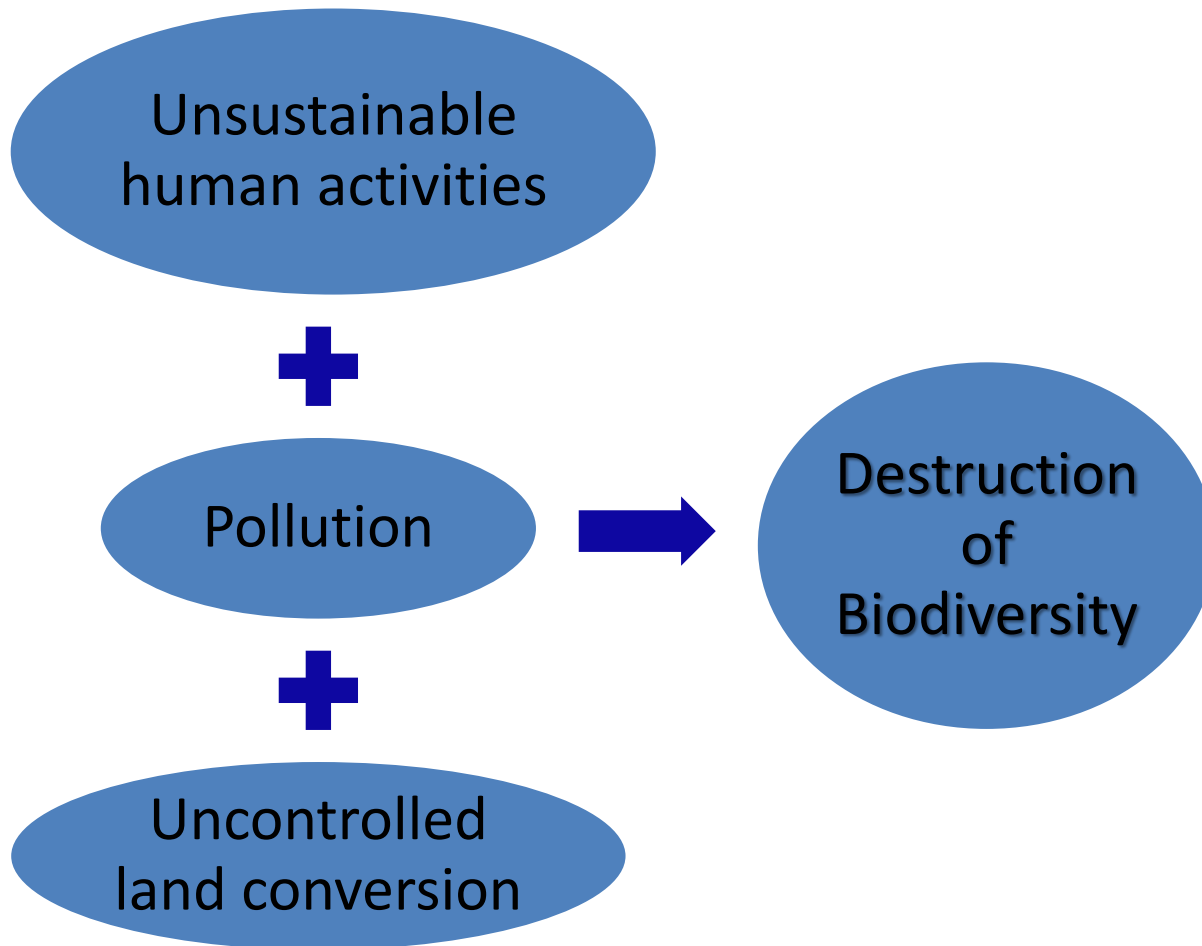 Unsustainable
human activities
Pollution
Destruction
of
Biodiversity
Uncontrolled
land conversion